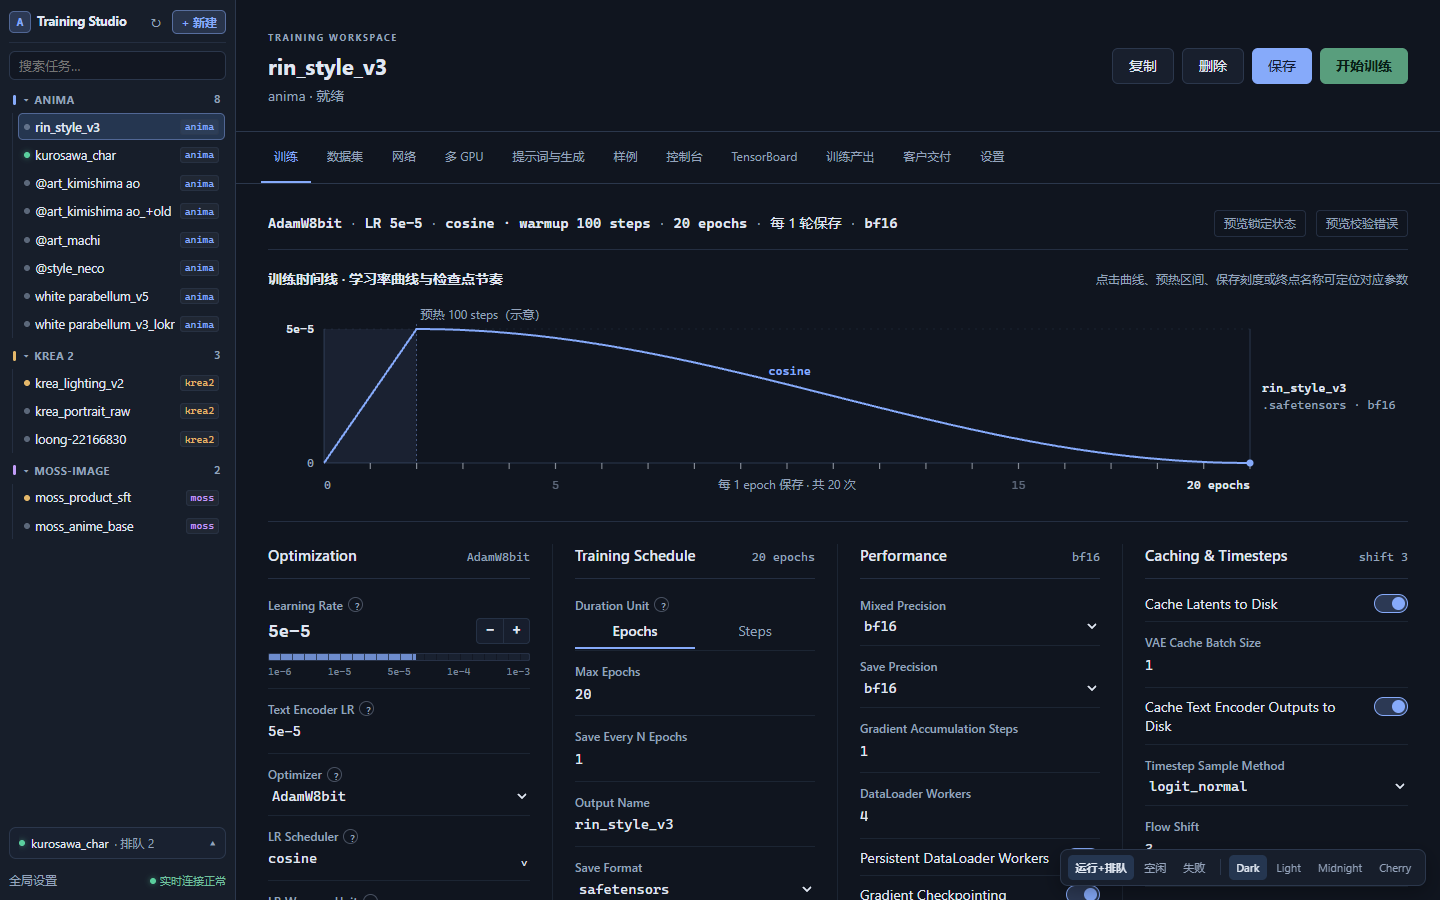 A Training Studio ↻ + 新建
搜索任务...
ANIMA 8
rin_style_v3 anima
kurosawa_char anima
@art_kimishima ao anima
@art_kimishima ao_+old anima
@art_machi anima
@style_neco anima
white parabellum_v5 anima
white parabellum_v3_lokr anima
KREA 2 3
krea_lighting_v2 krea2
krea_portrait_raw krea2
loong-22166830 krea2
MOSS-IMAGE 2
moss_product_sft moss
moss_anime_base moss
kurosawa_char · 排队 2
全局设置 实时连接正常
TRAINING WORKSPACE
rin_style_v3
anima · 就绪
复制 删除 保存 开始训练
训练 数据集 网络 多 GPU 提示词与生成 样例 控制台 TensorBoard 训练产出 客户交付 设置
AdamW8bit · LR 5e-5 · cosine · warmup 100 steps · 20 epochs · 每 1 轮保存 · bf16
预览锁定状态 预览校验错误
训练时间线 · 学习率曲线与检查点节奏
点击曲线、预热区间、保存刻度或终点名称可定位对应参数
预热 100 steps（示意）
5e-5
cosine
rin_style_v3
.safetensors · bf16
0
0 5 每 1 epoch 保存 · 共 20 次 15 20 epochs
Optimization AdamW8bit
Learning Rate ?
5e-5 − +
1e-6 1e-5 5e-5 1e-4 1e-3
Text Encoder LR ?
5e-5
Optimizer ?
AdamW8bit
LR Scheduler ?
cosine
Training Schedule 20 epochs
Duration Unit ?
Epochs Steps
Max Epochs
20
Save Every N Epochs
1
Output Name
rin_style_v3
Save Format
safetensors
Performance bf16
Mixed Precision
bf16
Save Precision
bf16
Gradient Accumulation Steps
1
DataLoader Workers
4
Persistent DataLoader Workers
Gradient Checkpointing
Caching & Timesteps shift 3
Cache Latents to Disk
VAE Cache Batch Size
1
Cache Text Encoder Outputs to
Disk
Timestep Sample Method
logit_normal
Flow Shift
运行+排队 空闲 失败 Dark Light Midnight Cherry